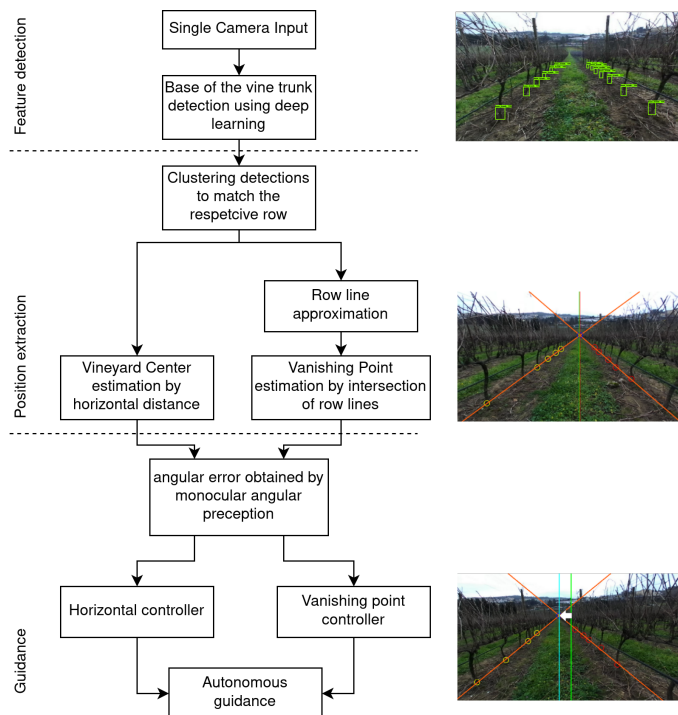 Feature detection
Single Camera Input
Base of the vine trunk
detection using deep
learning
Clustering detections
to match the
respetcive row
Position extraction
Row line
approximation
Vineyard Center
estimation by
horizontal distance
Vanishing Point
estimation by intersection
of row lines
angular error obtained by
monocular angular
preception
Guidance
Horizontal controller
Vanishing point
controller
Autonomous
guidance